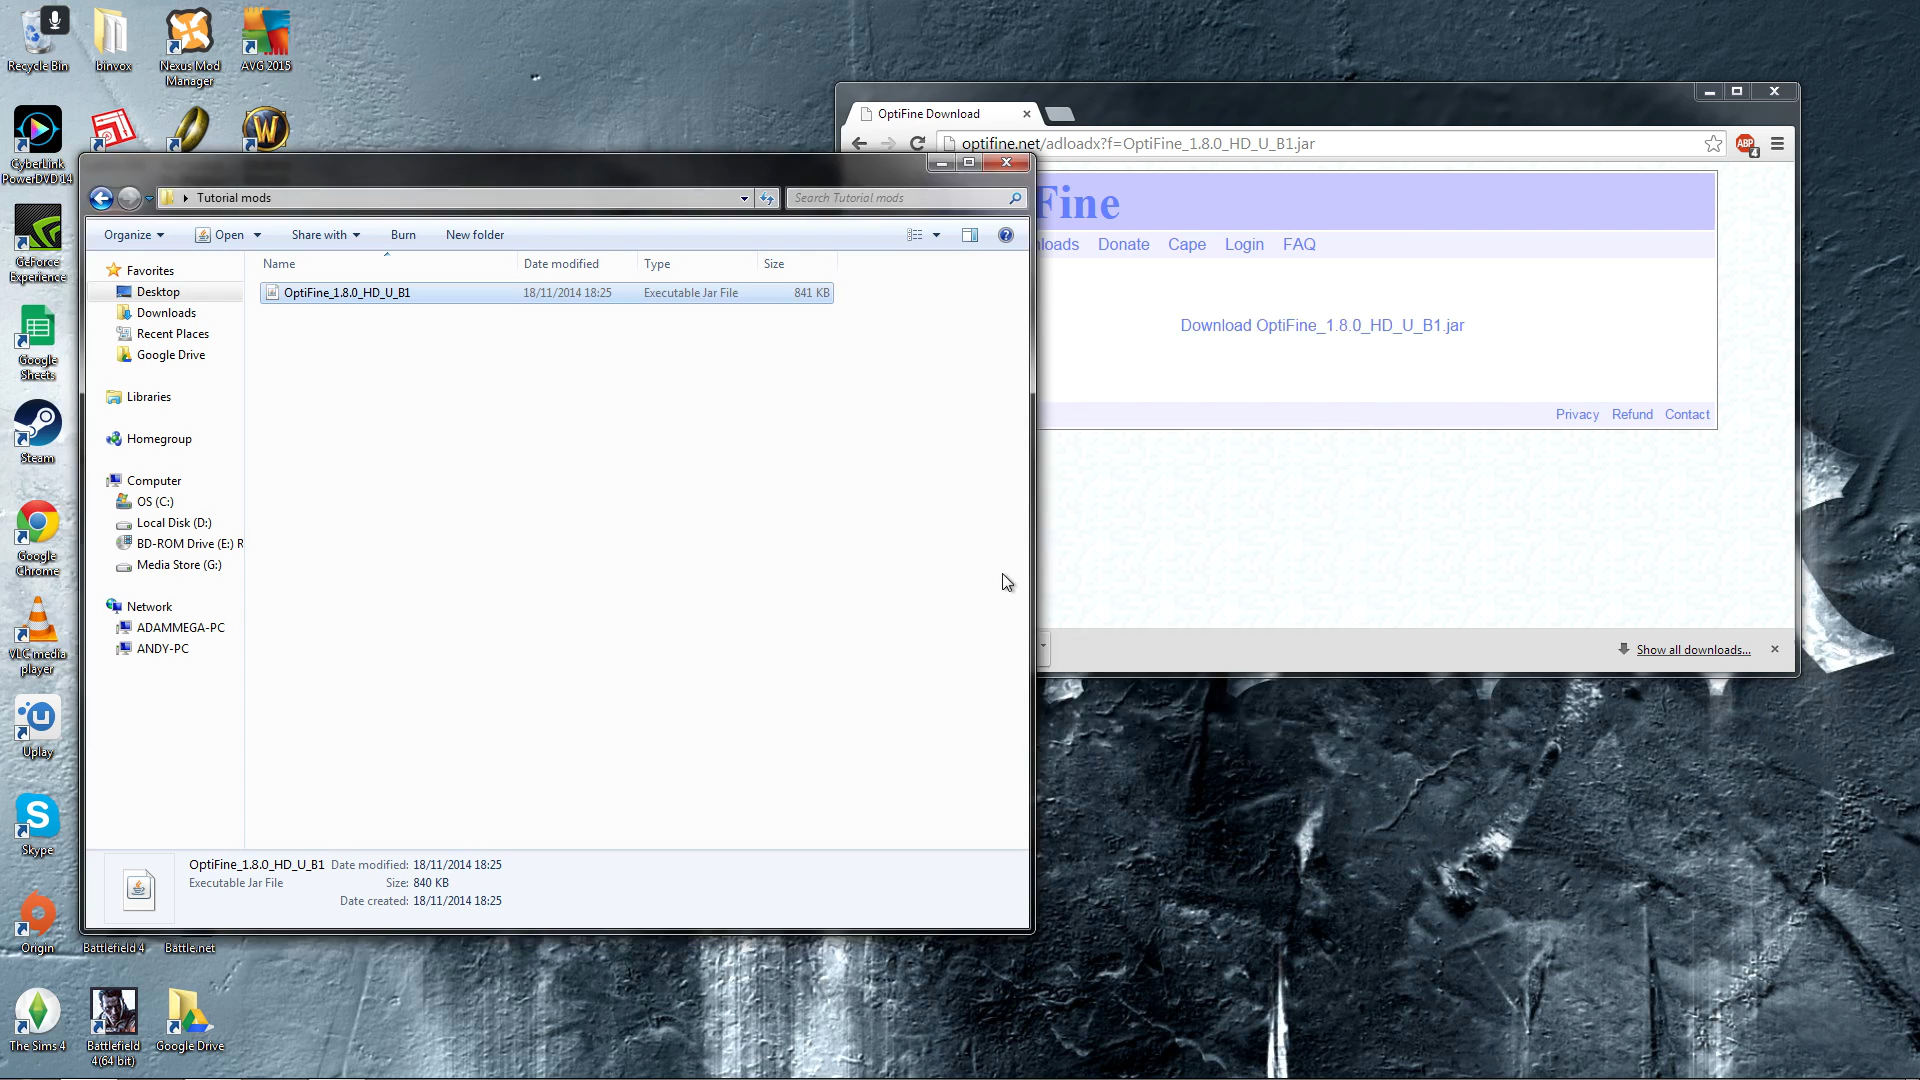 Recycle Bin
binvox
Nexus Mod
Manager
AVG 2015
CyberLink
PowerDVD 14
GeForce
Experience
Google
Sheets
Steam
Google
Chrome
VLC media
player
Uplay
Skype
Origin
Battlefield 4
Battle.net
The Sims 4
Battlefield
4(64 bit)
Google Drive
OptiFine Download
optifine.net/adloadx?f=OptiFine_1.8.0_HD_U_B1.jar
ABP
4
Fine
loads Donate Cape Login FAQ
Download OptiFine_1.8.0_HD_U_B1.jar
Privacy Refund Contact
Show all downloads...
Tutorial mods
Search Tutorial mods
Organize Open Share with Burn New folder
Name Date modified Type Size
OptiFine_1.8.0_HD_U_B1 18/11/2014 18:25 Executable Jar File 841 KB
Favorites
Desktop
Downloads
Recent Places
Google Drive
Libraries
Homegroup
Computer
OS (C:)
Local Disk (D:)
BD-ROM Drive (E:) R
Media Store (G:)
Network
ADAMMEGA-PC
ANDY-PC
OptiFine_1.8.0_HD_U_B1 Date modified: 18/11/2014 18:25
Executable Jar File Size: 840 KB
Date created: 18/11/2014 18:25